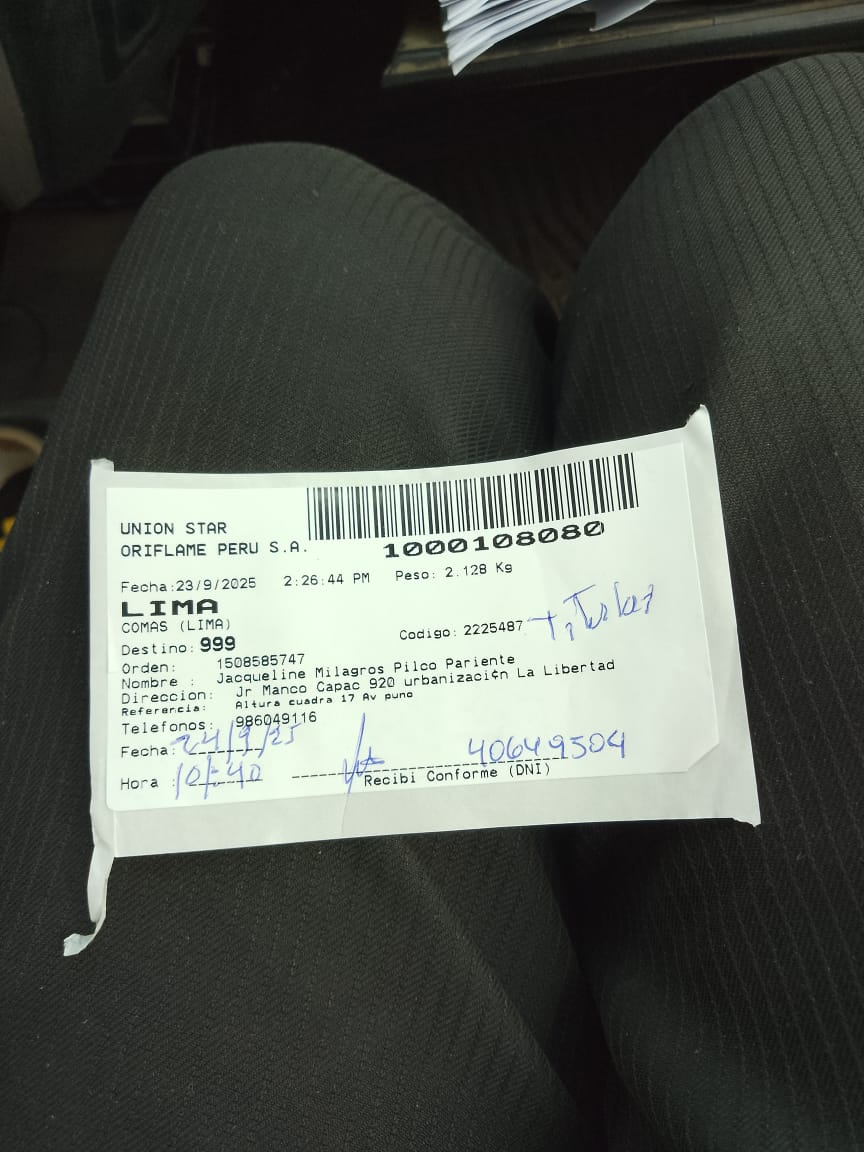 UNION STAR
ORIFLAME PERU S.A.
1000108080
Fecha:23/9/2025 2:26:44 PM Peso: 2.128 Kg
LIMA
COMAS (LIMA)
Codigo: 2225487 Titular
Destino: 999
Orden: 1508585747
Nombre : Jacqueline Milagros Pilco Pariente
Direccion: Jr Manco Capac 920 urbanizaci¢n La Libertad
Referencia: Altura cuadra 17 Av puno
Telefonos: 986049116
Fecha: 24/9/25
Hora : 10:40 40649504
Recibi Conforme (DNI)